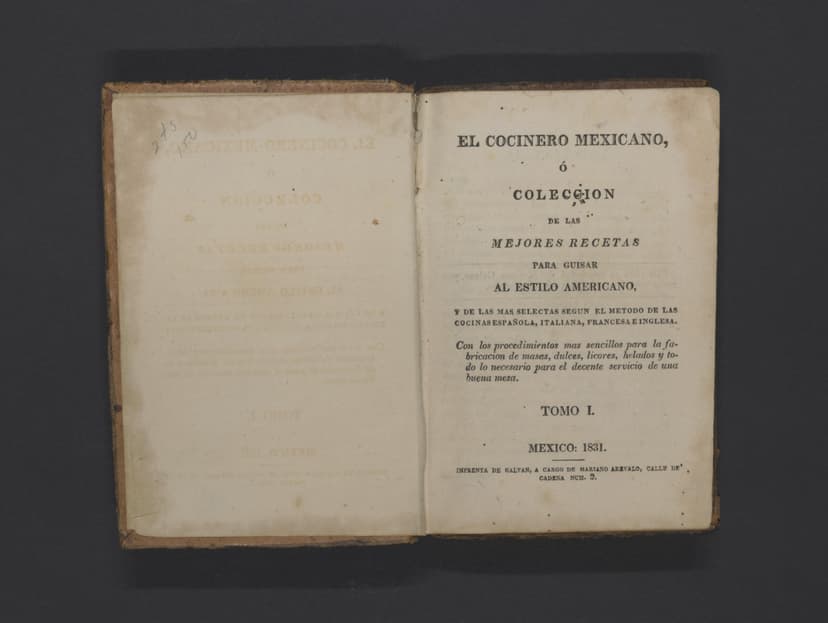 EL COCINERO MEXICANO,
ó
COLECCION
DE LAS
MEJORES RECETAS
PARA GUISAR
AL ESTILO AMERICANO,
Y DE LAS MAS SELECTAS SEGUN EL METODO DE LAS
COCINAS ESPAÑOLA, ITALIANA, FRANCESA E INGLESA.
Con los procedimientos mas sencillos para la fa-
bricacion de masas, dulces, licores, helados y to-
do lo necesario para el decente servicio de una
buena mesa.
TOMO I.
MEXICO: 1831.
IMPRENTA DE GALVAN, A CARGO DE MARIANO AREVALO, CALLE DE
CADENA NUM. 2.